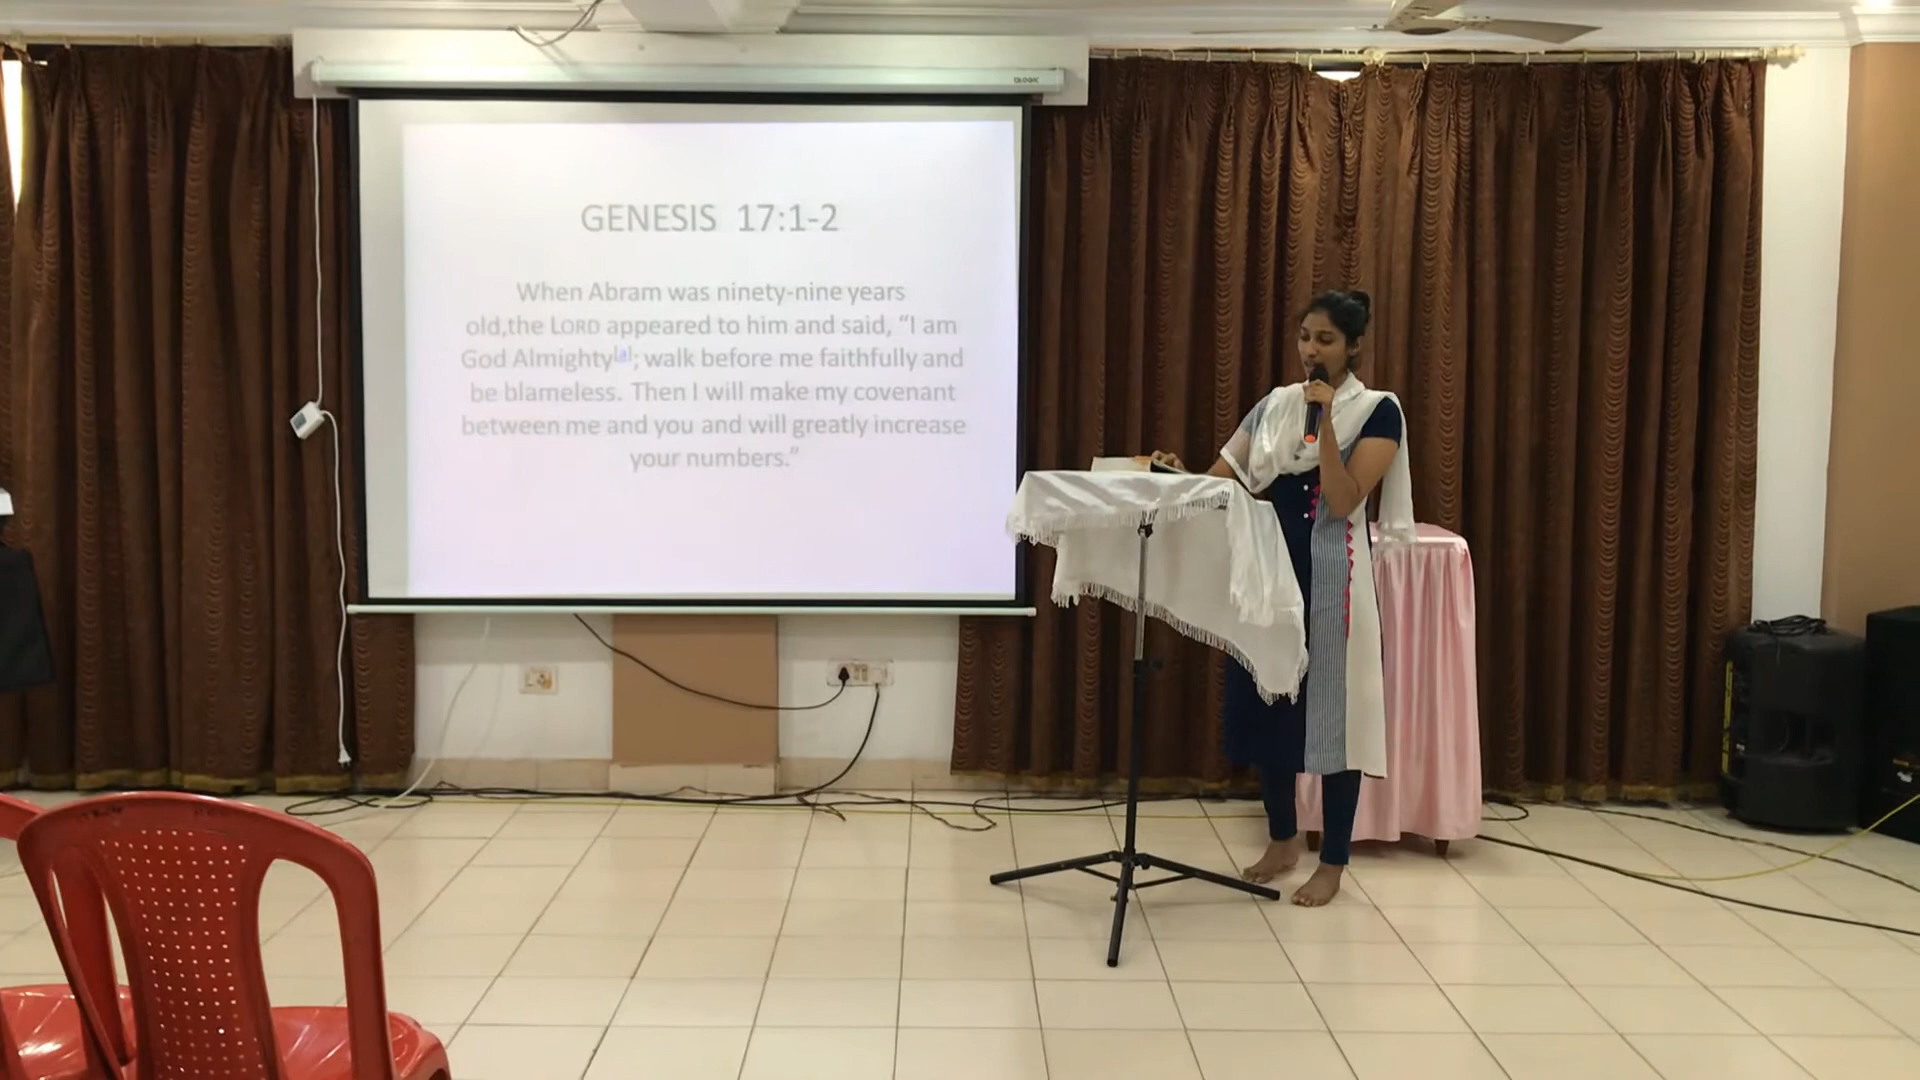 GENESIS 17:1-2
When Abram was ninety-nine years
old,the LORD appeared to him and said, “I am
God Almighty[a]; walk before me faithfully and
be blameless. Then I will make my covenant
between me and you and will greatly increase
your numbers.”